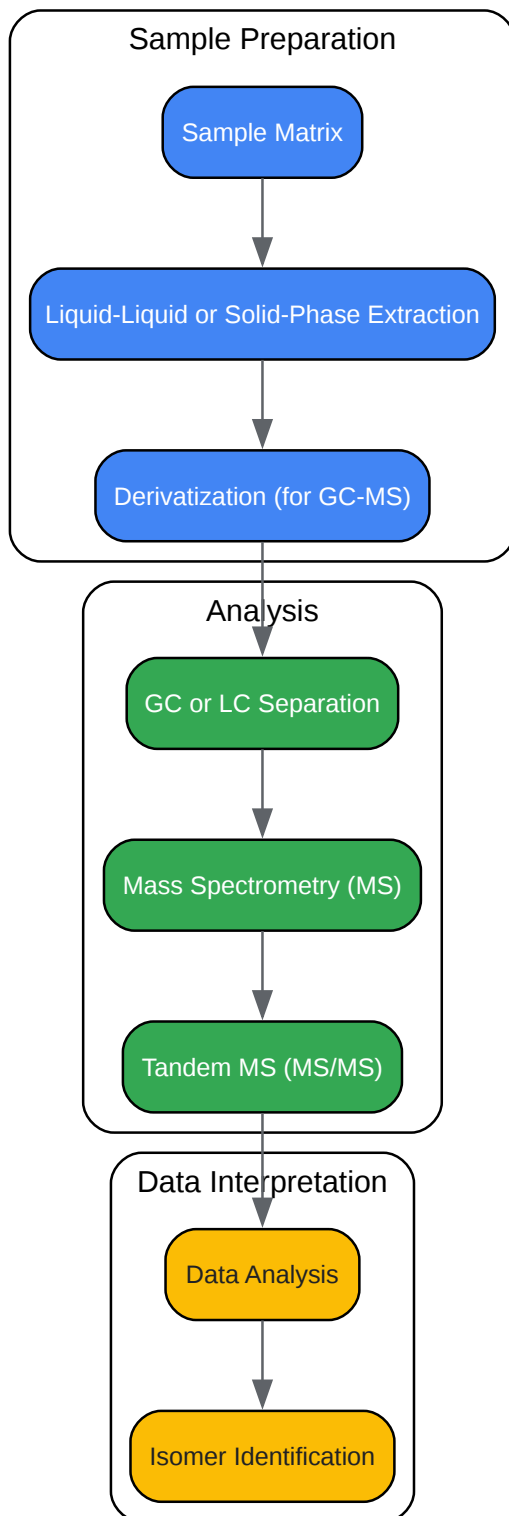 Sample Preparation
Sample Matrix
Liquid-Liquid or Solid-Phase Extraction
Derivatization (for GC-MS)
Analysis
GC or LC Separation
Mass Spectrometry (MS)
Tandem MS (MS/MS)
Data Interpretation
Data Analysis
Isomer Identification